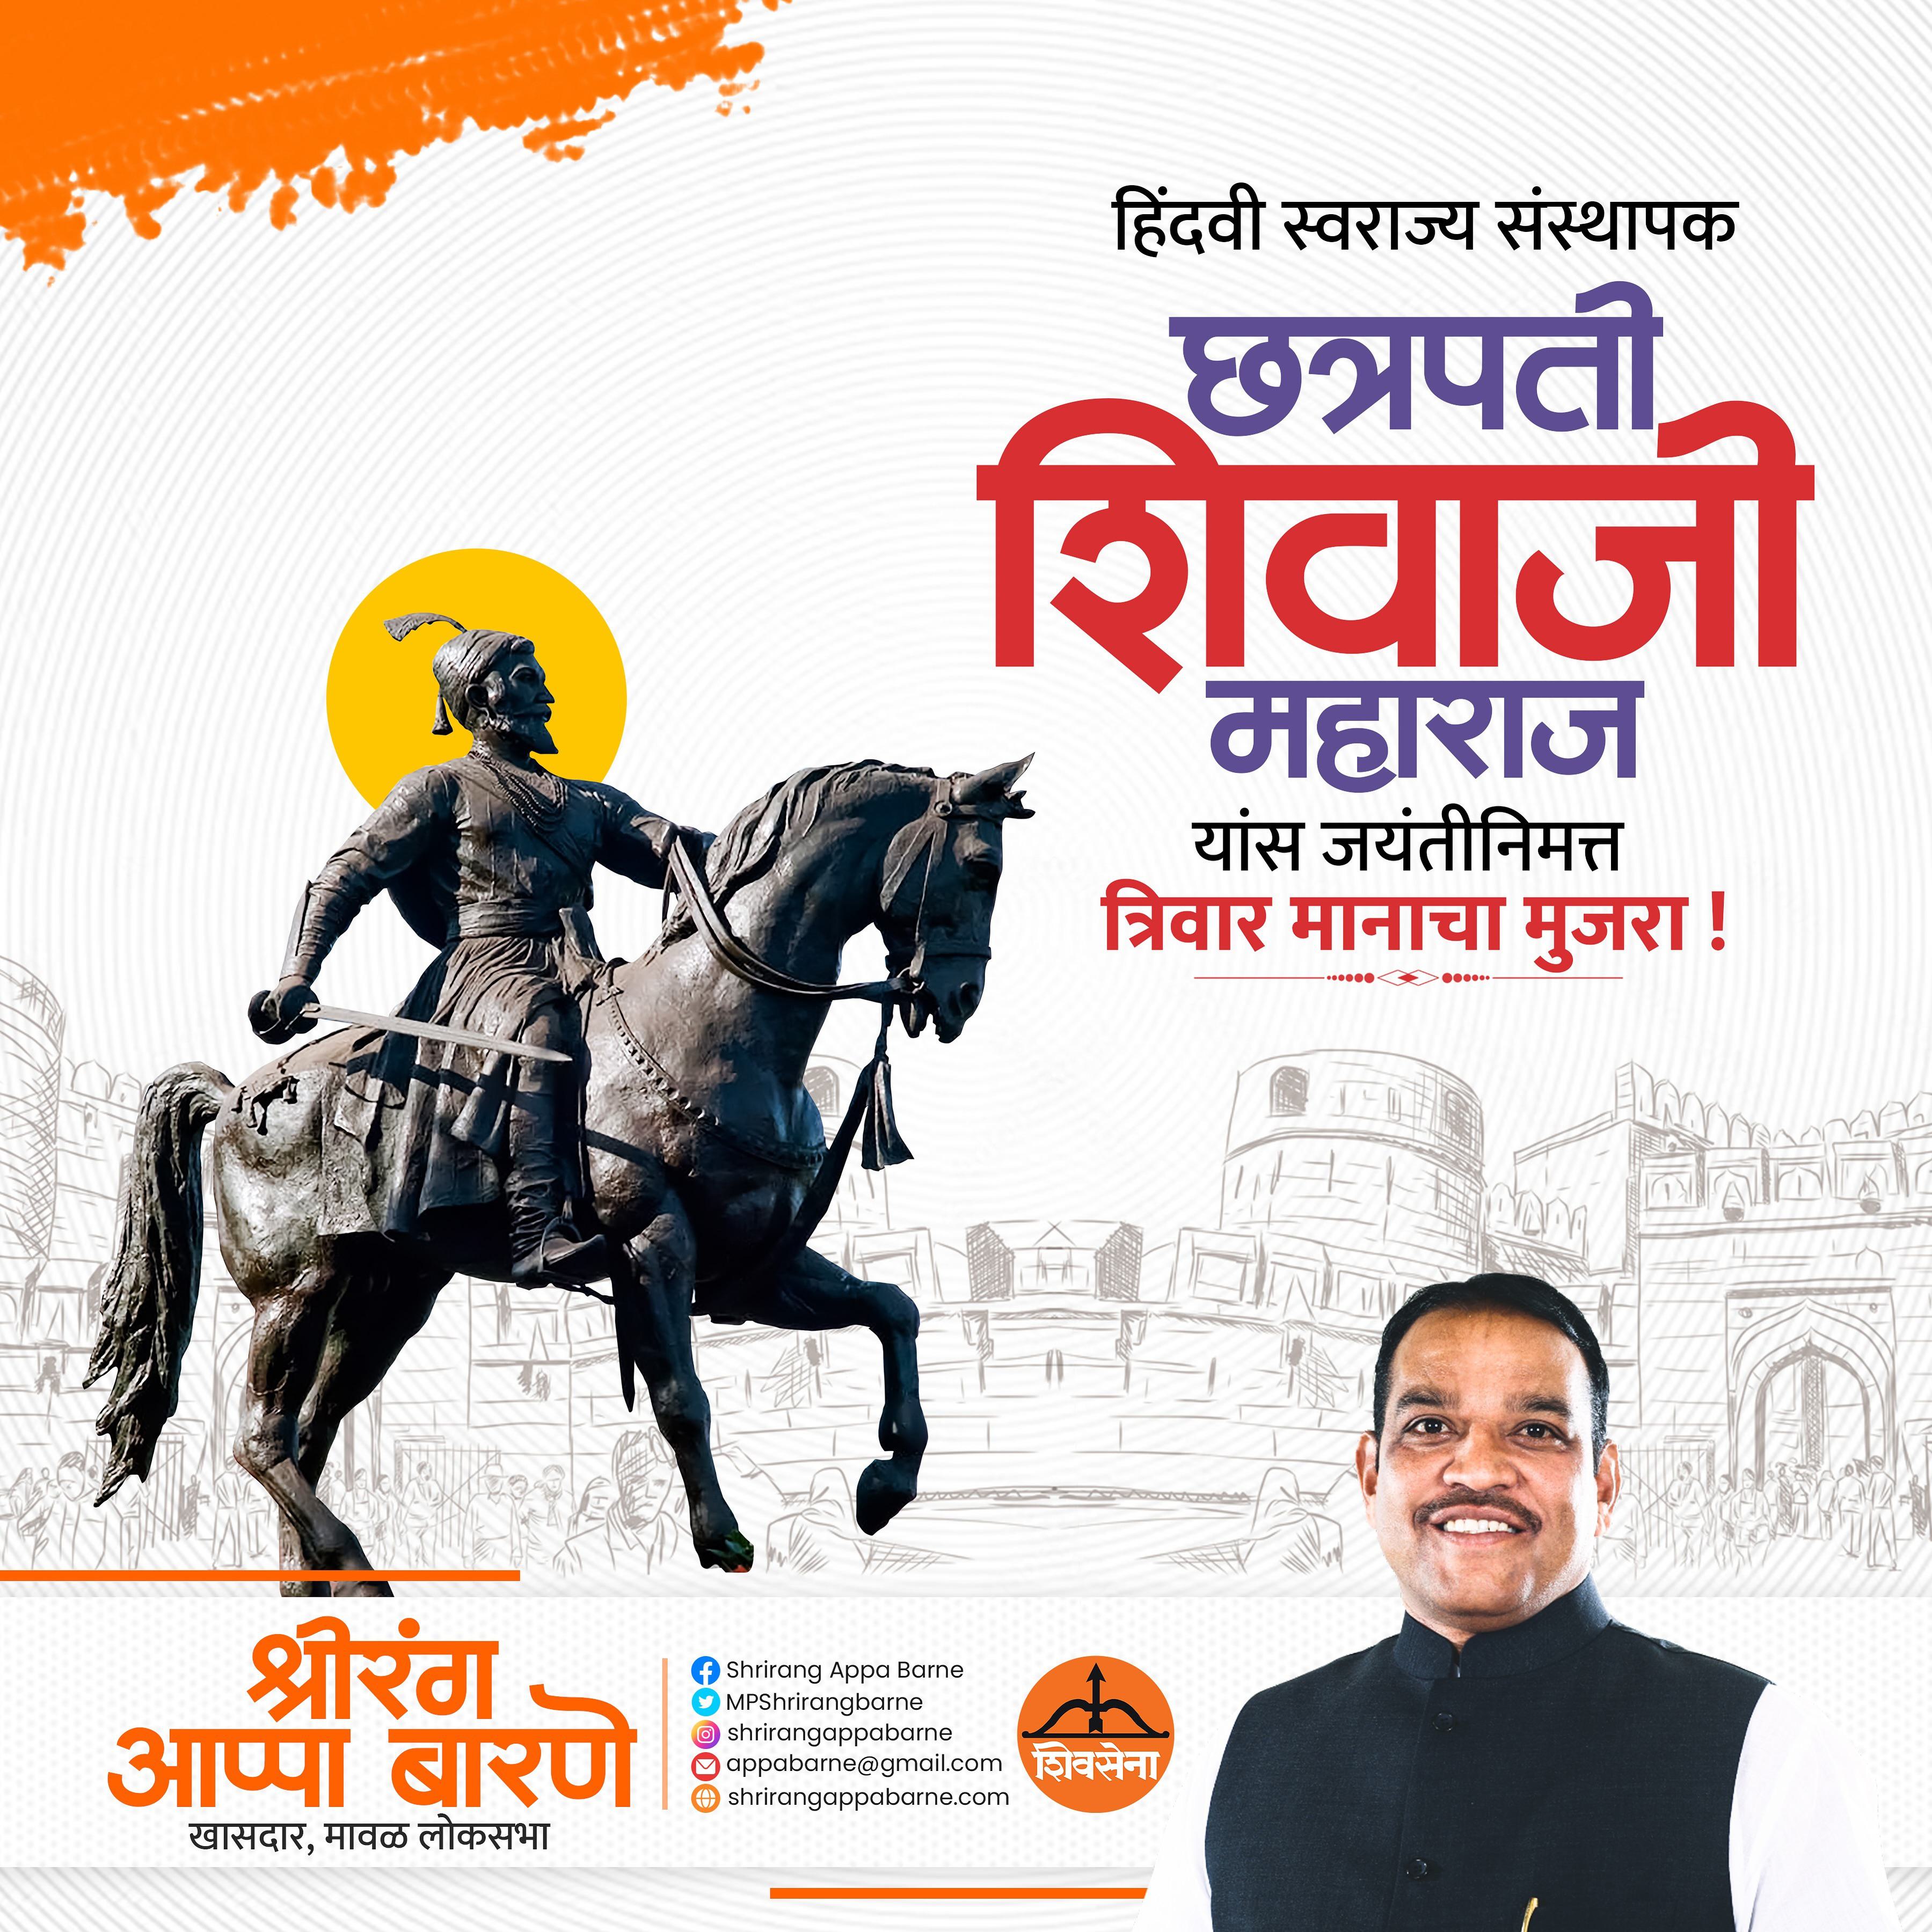 हिंदवी स्वराज्य संस्थापक
छत्रपती
शिवाजी
महाराज
यांस जयंतीनिमत्त
त्रिवार मानाचा मुजरा !
श्रीरंग
आप्पा बारणे
खासदार, मावळ लोकसभा
Shrirang Appa Barne
MPShrirangbarne
shrirangappabarne
appabarne@gmail.com
shrirangappabarne.com
शिवसेना